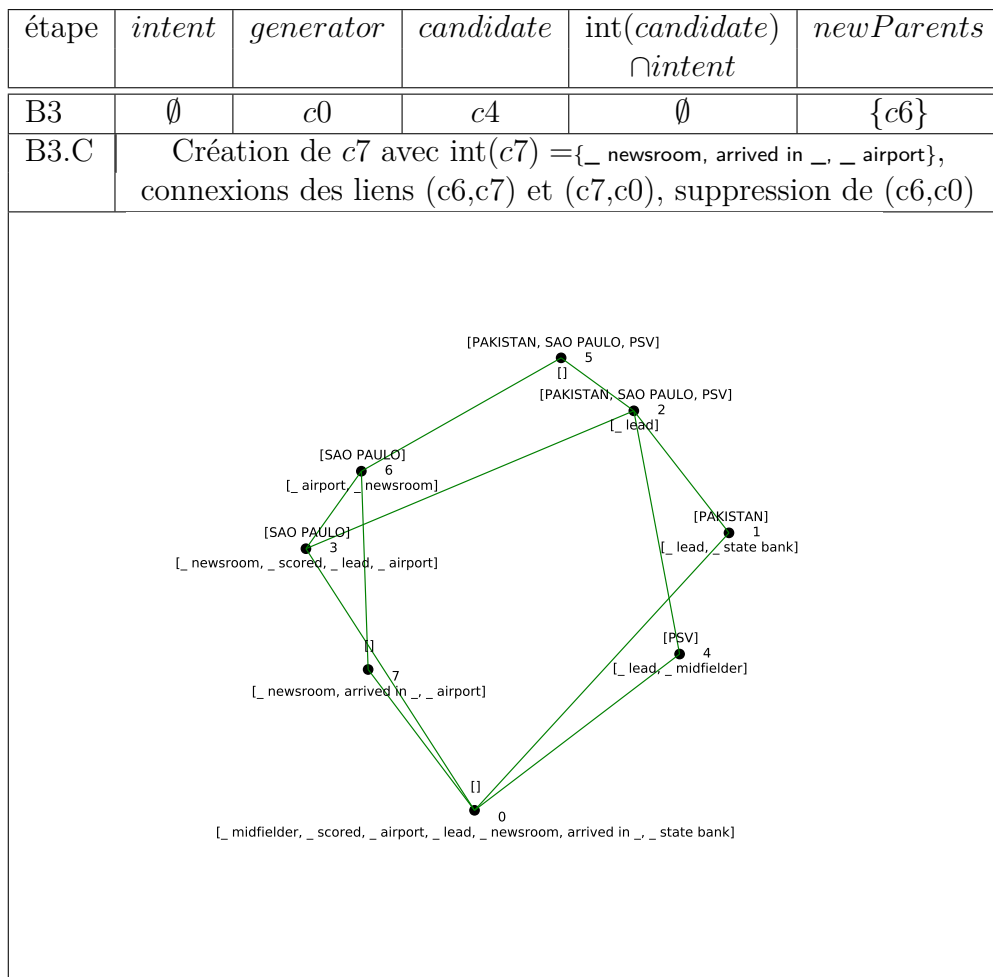 étape intent generator candidate int(candidate) newParents
∩intent
B3 ∅ c0 c4 ∅ {c6}
B3.C Création de c7 avec int(c7) ={_ newsroom, arrived in _, _ airport},
connexions des liens (c6,c7) et (c7,c0), suppression de (c6,c0)
[PAKISTAN, SAO PAULO, PSV]
5
[]
[PAKISTAN, SAO PAULO, PSV]
2
[_ lead]
[SAO PAULO]
6
[_ airport, _ newsroom]
[PAKISTAN]
1
[_ lead, _ state bank]
[SAO PAULO]
3
[_ newsroom, _ scored, _ lead, _ airport]
[PSV]
4
[_ lead, _ midfielder]
[]
7
[_ newsroom, arrived in _, _ airport]
[]
0
[_ midfielder, _ scored, _ airport, _ lead, _ newsroom, arrived in _, _ state bank]